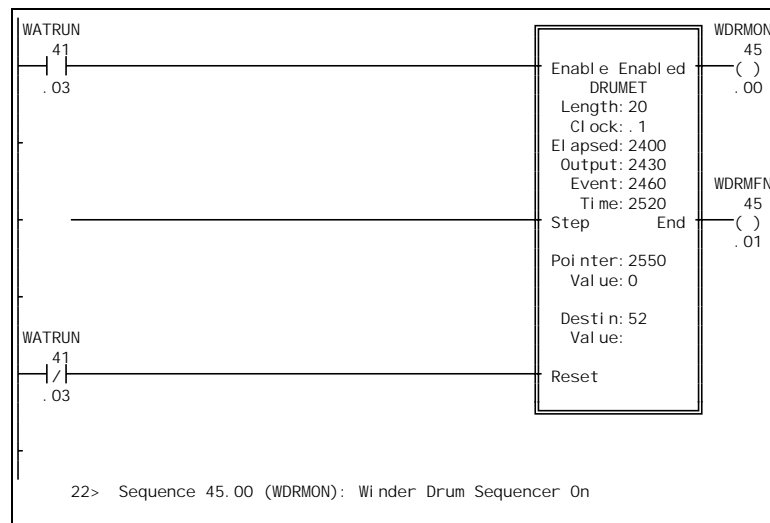 WATRUN
41
.03
WDRMON
45
( )
.00
Enable Enabled
DRUMET
Length:20
Clock:.1
Elapsed:2400
Output:2430
Event:2460
Time:2520
Step End
WDRMFN
45
( )
.01
Pointer:2550
Value:0
Destin:52
Value:
WATRUN
41
/
.03
Reset
22> Sequence 45.00 (WDRMON): Winder Drum Sequencer On